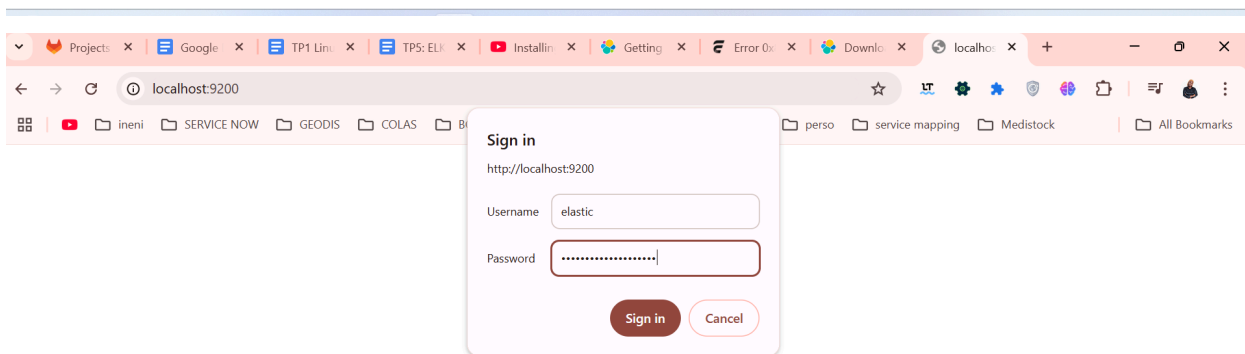 Projects Google TP1 Linu TP5: ELK Installin Getting Error 0x Downlo localhos
localhost:9200
ineni SERVICE NOW GEODIS COLAS perso service mapping Medistock All Bookmarks
Sign in
http://localhost:9200
Username elastic
Password ••••••••••••••••••••
Sign in Cancel